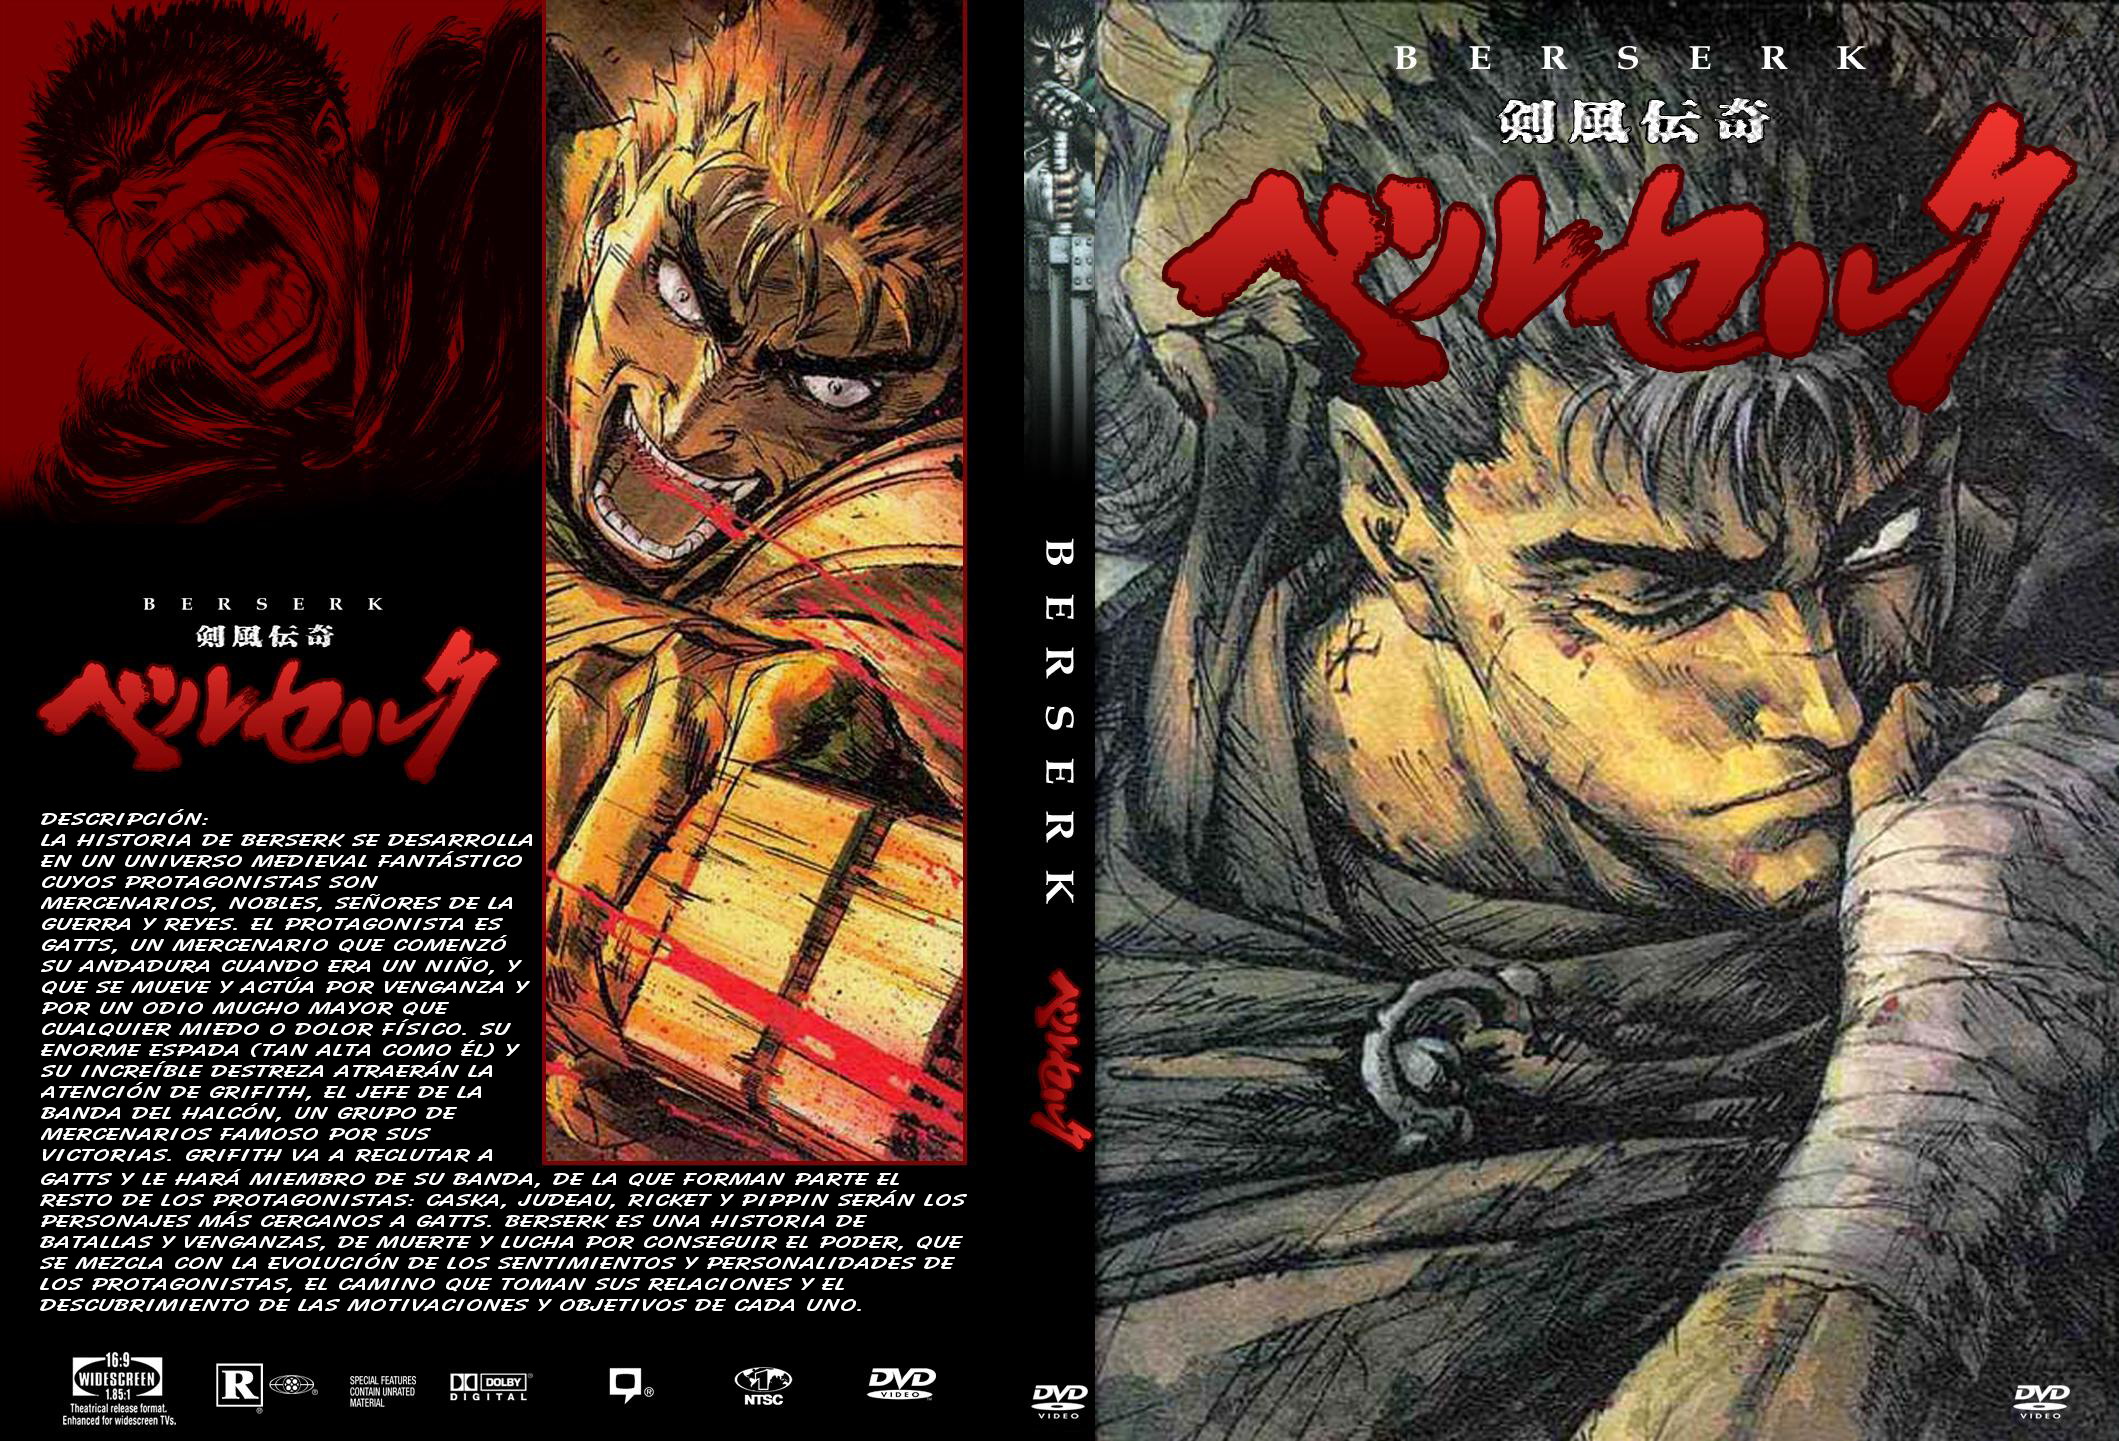 BERSERK
剣風伝奇
ベルセルク
DESCRIPCIÓN:
LA HISTORIA DE BERSERK SE DESARROLLA
EN UN UNIVERSO MEDIEVAL FANTÁSTICO
CUYOS PROTAGONISTAS SON
MERCENARIOS, NOBLES, SEÑORES DE LA
GUERRA Y REYES. EL PROTAGONISTA ES
GATTS, UN MERCENARIO QUE COMENZÓ
SU ANDADURA CUANDO ERA UN NIÑO, Y
QUE SE MUEVE Y ACTÚA POR VENGANZA Y
POR UN ODIO MUCHO MAYOR QUE
CUALQUIER MIEDO O DOLOR FÍSICO. SU
ENORME ESPADA (TAN ALTA COMO ÉL) Y
SU INCREÍBLE DESTREZA ATRAERÁN LA
ATENCIÓN DE GRIFITH, EL JEFE DE LA
BANDA DEL HALCÓN, UN GRUPO DE
MERCENARIOS FAMOSO POR SUS
VICTORIAS. GRIFITH VA A RECLUTAR A
GATTS Y LE HARÁ MIEMBRO DE SU BANDA, DE LA QUE FORMAN PARTE EL
RESTO DE LOS PROTAGONISTAS: CASKA, JUDEAU, RICKET Y PIPPIN SERÁN LOS
PERSONAJES MÁS CERCANOS A GATTS. BERSERK ES UNA HISTORIA DE
BATALLAS Y VENGANZAS, DE MUERTE Y LUCHA POR CONSEGUIR EL PODER, QUE
SE MEZCLA CON LA EVOLUCIÓN DE LOS SENTIMIENTOS Y PERSONALIDADES DE
LOS PROTAGONISTAS, EL CAMINO QUE TOMAN SUS RELACIONES Y EL
DESCUBRIMIENTO DE LAS MOTIVACIONES Y OBJETIVOS DE CADA UNO.
16:9
WIDESCREEN
1.85:1
Theatrical release format.
Enhanced for widescreen TVs.
R
®
SPECIAL FEATURES
CONTAIN UNRATED
MATERIAL
DOLBY
DIGITAL
®
1
NTSC
DVD
VIDEO
BERSERK
ベルセルク
DVD
VIDEO
BERSERK
剣風伝奇
ベルセルク
DVD
VIDEO